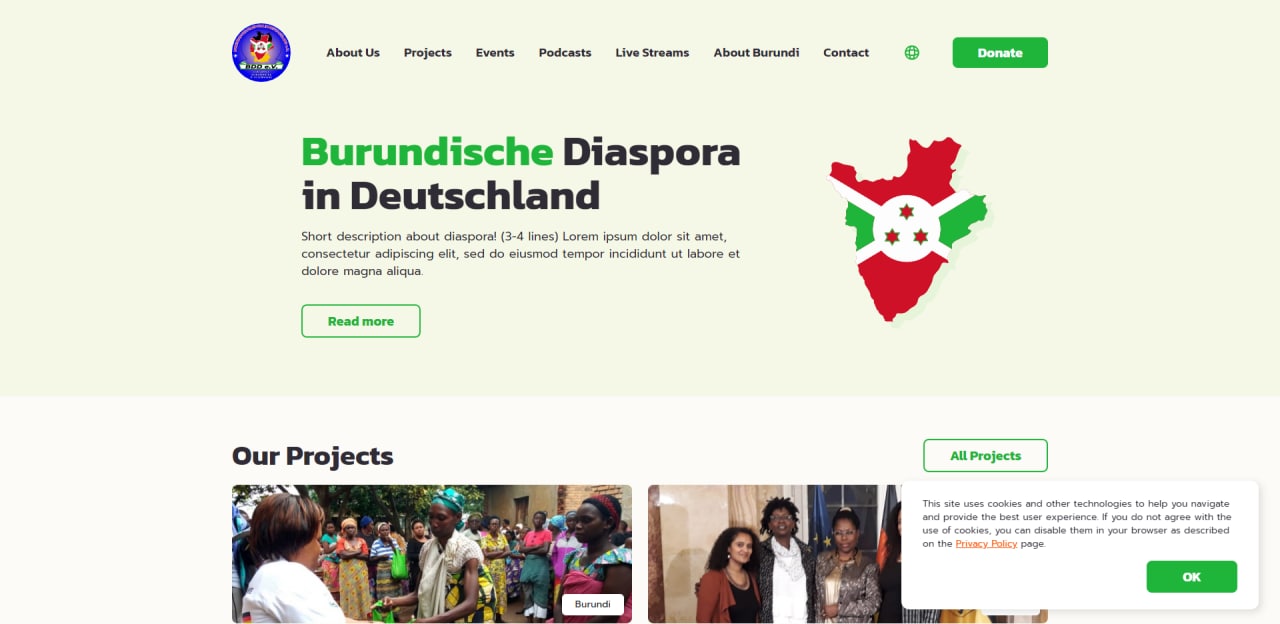 BDD e.V.
About Us
Projects
Events
Podcasts
Live Streams
About Burundi
Contact
Donate
Burundische Diaspora
in Deutschland
Short description about diaspora! (3-4 lines) Lorem ipsum dolor sit amet,
consectetur adipiscing elit, sed do eiusmod tempor incididunt ut labore et
dolore magna aliqua.
Read more
Our Projects
All Projects
Burundi
This site uses cookies and other technologies to help you navigate
and provide the best user experience. If you do not agree with the
use of cookies, you can disable them in your browser as described
on the Privacy Policy page.
OK